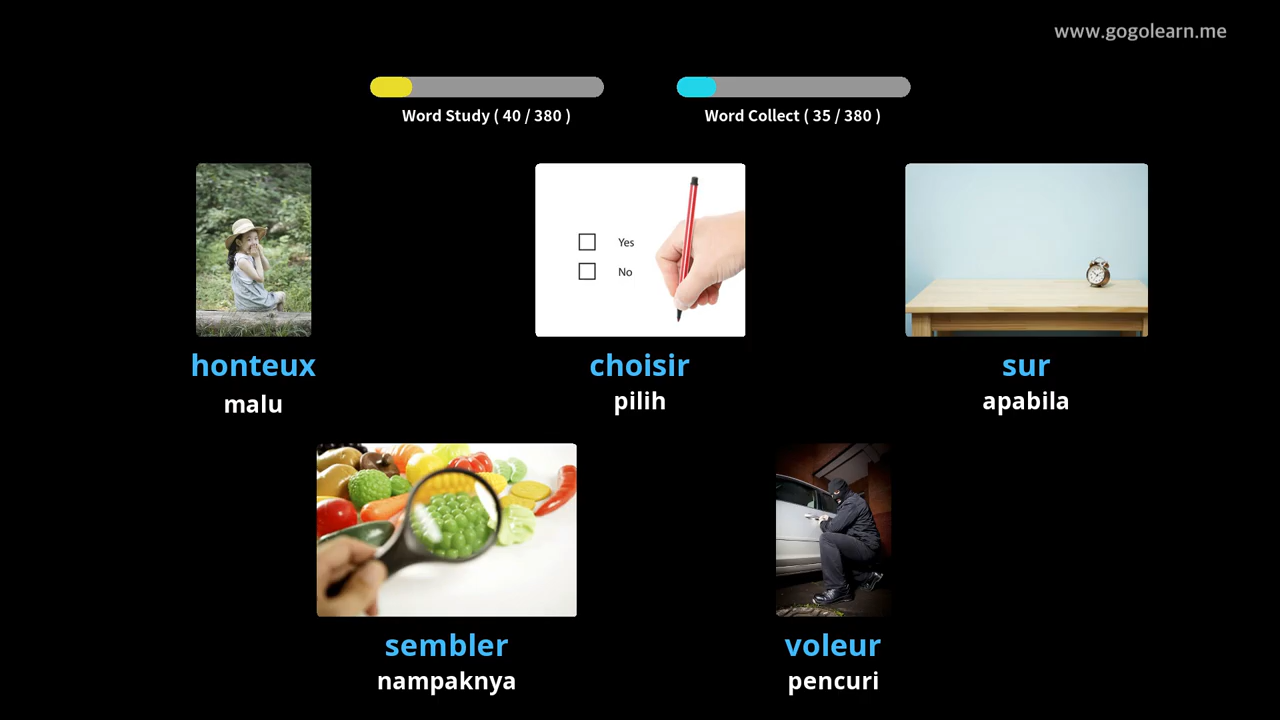 www.gogolearn.me
Word Study ( 40 / 380 )
Word Collect ( 35 / 380 )
Yes
No
honteux
choisir
sur
malu
pilih
apabila
sembler
voleur
nampaknya
pencuri